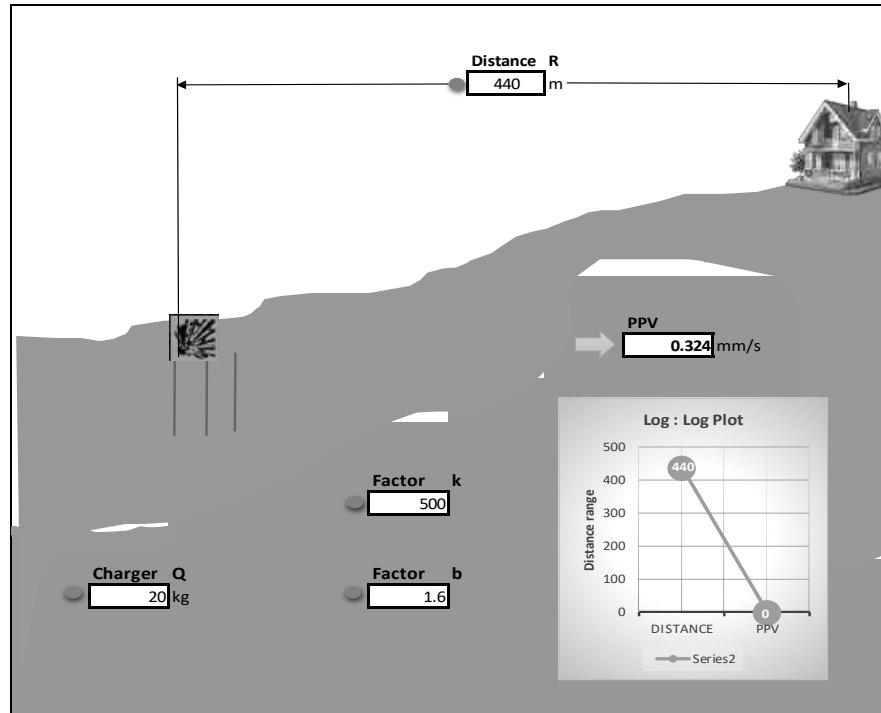 Distance R
440 m
PPV
0.324 mm/s
Log : Log Plot
500
400
300
200
100
0
Distance range
440
0
DISTANCE PPV
Series2
Factor k
500
Charger Q
20 kg
Factor b
1.6